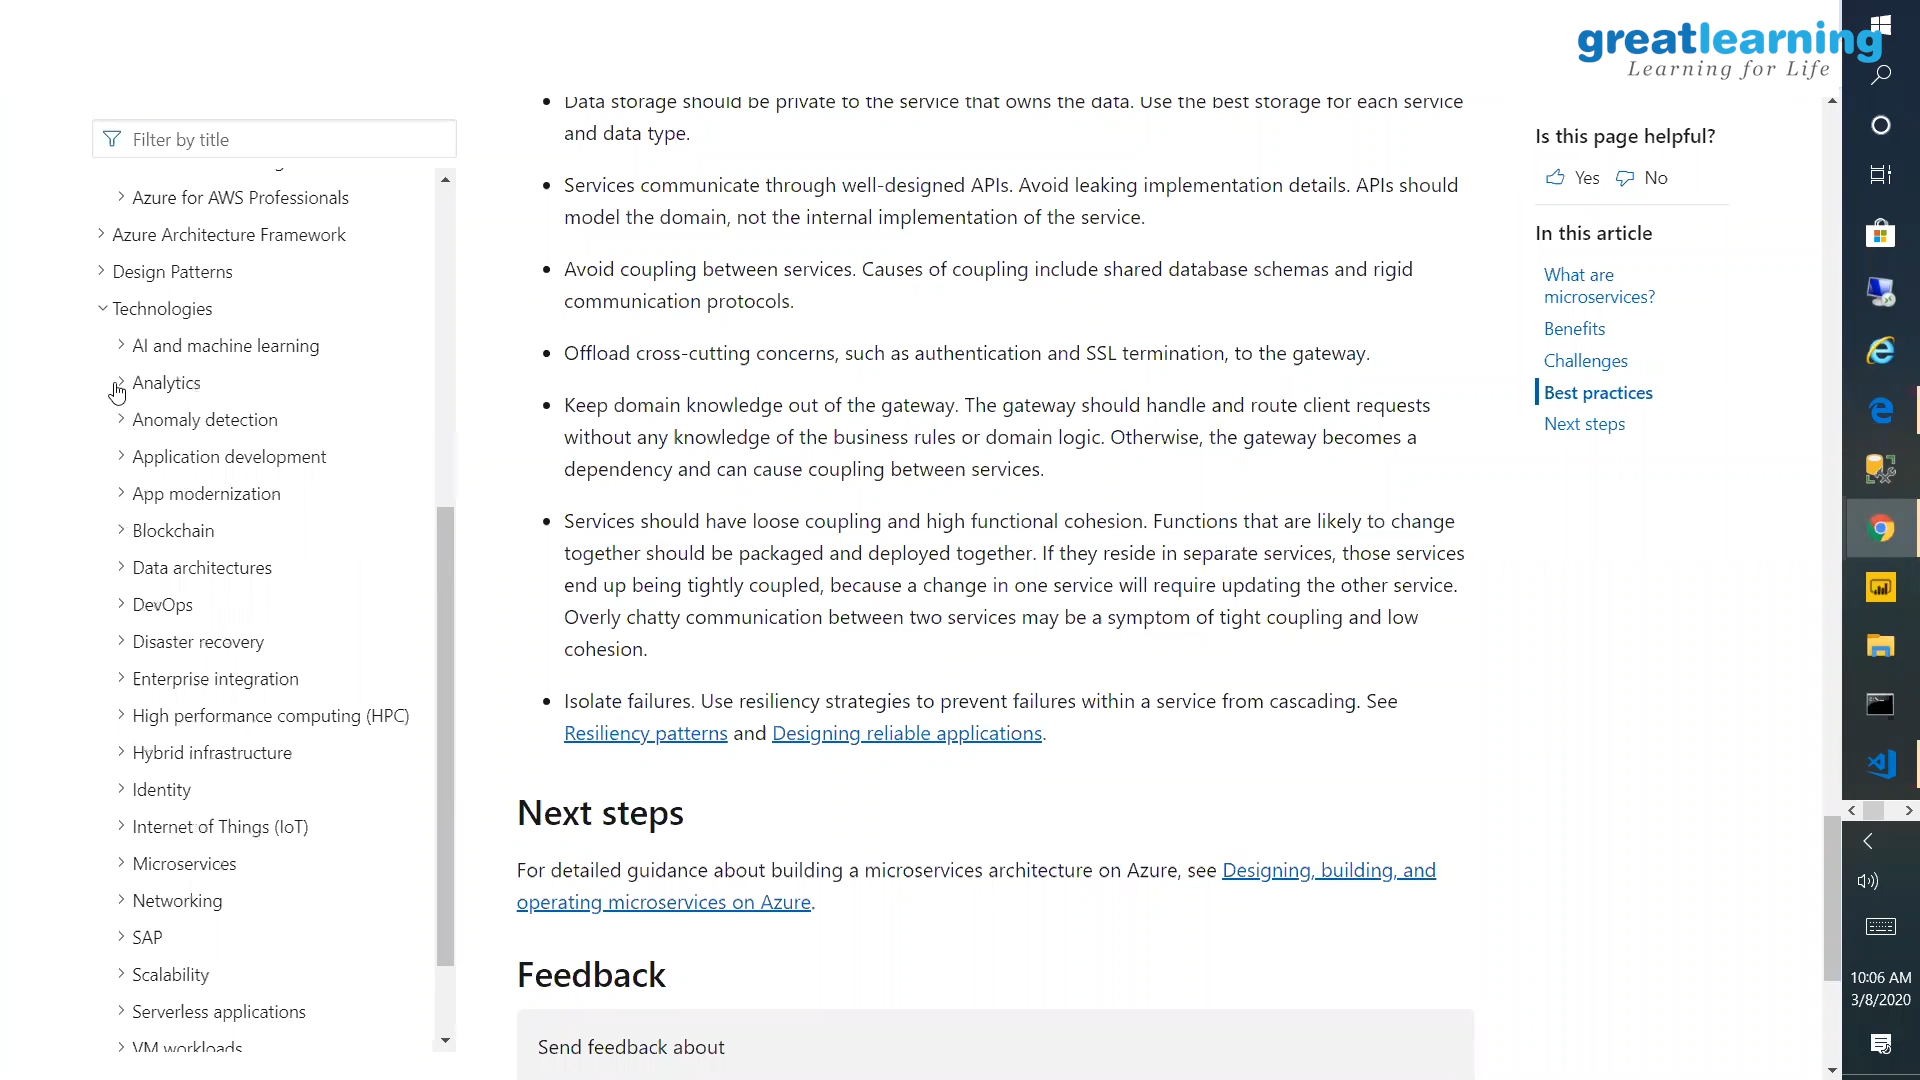 greatlearning
Learning for Life
Filter by title
Azure for AWS Professionals
Azure Architecture Framework
Design Patterns
Technologies
AI and machine learning
Analytics
Anomaly detection
Application development
App modernization
Blockchain
Data architectures
DevOps
Disaster recovery
Enterprise integration
High performance computing (HPC)
Hybrid infrastructure
Identity
Internet of Things (IoT)
Microservices
Networking
SAP
Scalability
Serverless applications
VM workloads
Data storage should be private to the service that owns the data. Use the best storage for each service
and data type.
Services communicate through well-designed APIs. Avoid leaking implementation details. APIs should
model the domain, not the internal implementation of the service.
Avoid coupling between services. Causes of coupling include shared database schemas and rigid
communication protocols.
Offload cross-cutting concerns, such as authentication and SSL termination, to the gateway.
Keep domain knowledge out of the gateway. The gateway should handle and route client requests
without any knowledge of the business rules or domain logic. Otherwise, the gateway becomes a
dependency and can cause coupling between services.
Services should have loose coupling and high functional cohesion. Functions that are likely to change
together should be packaged and deployed together. If they reside in separate services, those services
end up being tightly coupled, because a change in one service will require updating the other service.
Overly chatty communication between two services may be a symptom of tight coupling and low
cohesion.
Isolate failures. Use resiliency strategies to prevent failures within a service from cascading. See
Resiliency patterns and Designing reliable applications.
Next steps
For detailed guidance about building a microservices architecture on Azure, see Designing, building, and
operating microservices on Azure.
Feedback
Send feedback about
Is this page helpful?
Yes No
In this article
What are
microservices?
Benefits
Challenges
Best practices
Next steps
10:06 AM
3/8/2020